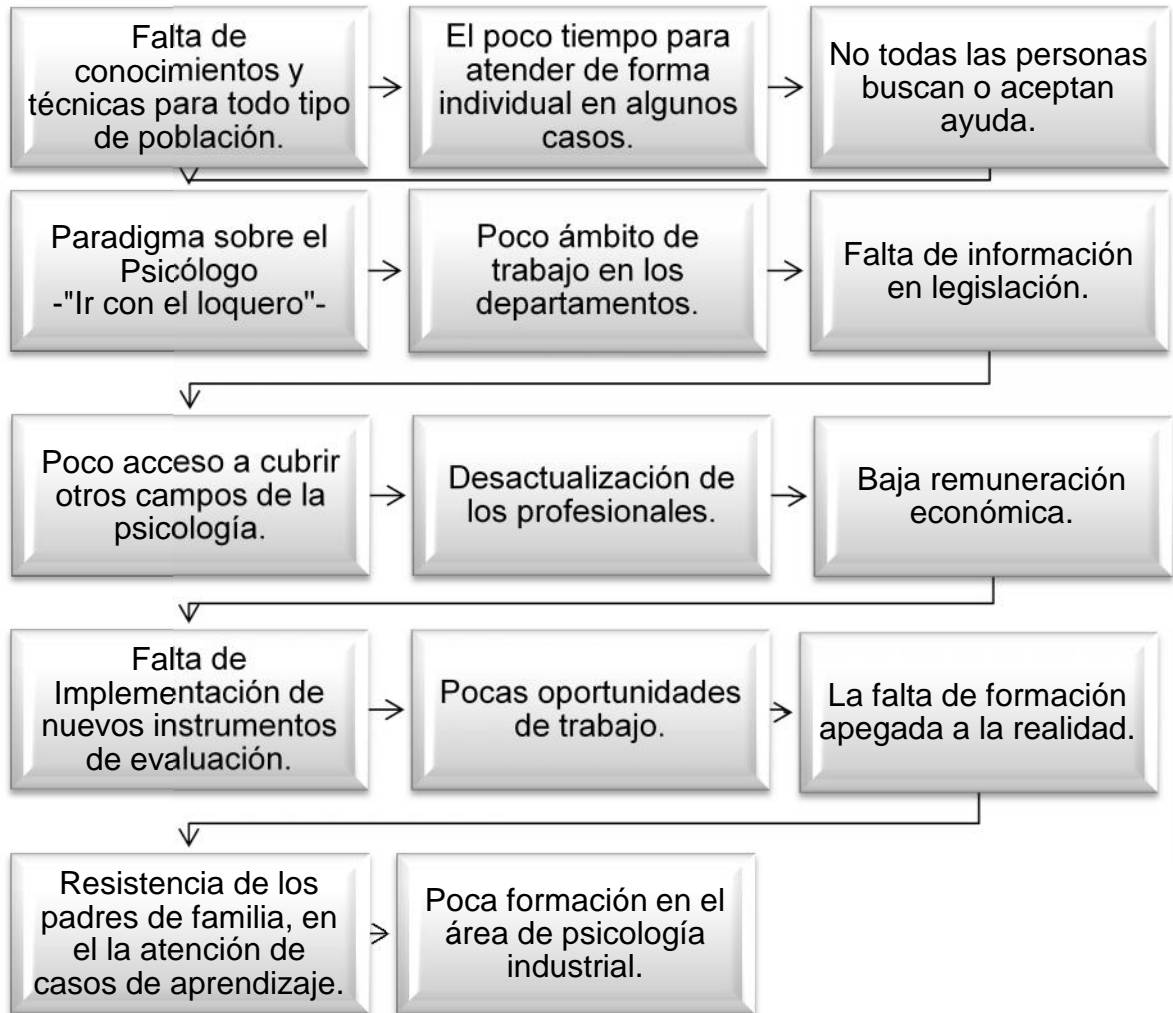 Falta de
conocimientos y
técnicas para todo tipo
de población.
El poco tiempo para
atender de forma
individual en algunos
casos.
No todas las personas
buscan o aceptan
ayuda.
Paradigma sobre el
Psicólogo
-"Ir con el loquero"-
Poco ámbito de
trabajo en los
departamentos.
Falta de información
en legislación.
Poco acceso a cubrir
otros campos de la
psicología.
Desactualización de
los profesionales.
Baja remuneración
económica.
Falta de
Implementación de
nuevos instrumentos
de evaluación.
Pocas oportunidades
de trabajo.
La falta de formación
apegada a la realidad.
Resistencia de los
padres de familia, en
el la atención de
casos de aprendizaje.
Poca formación en el
área de psicología
industrial.